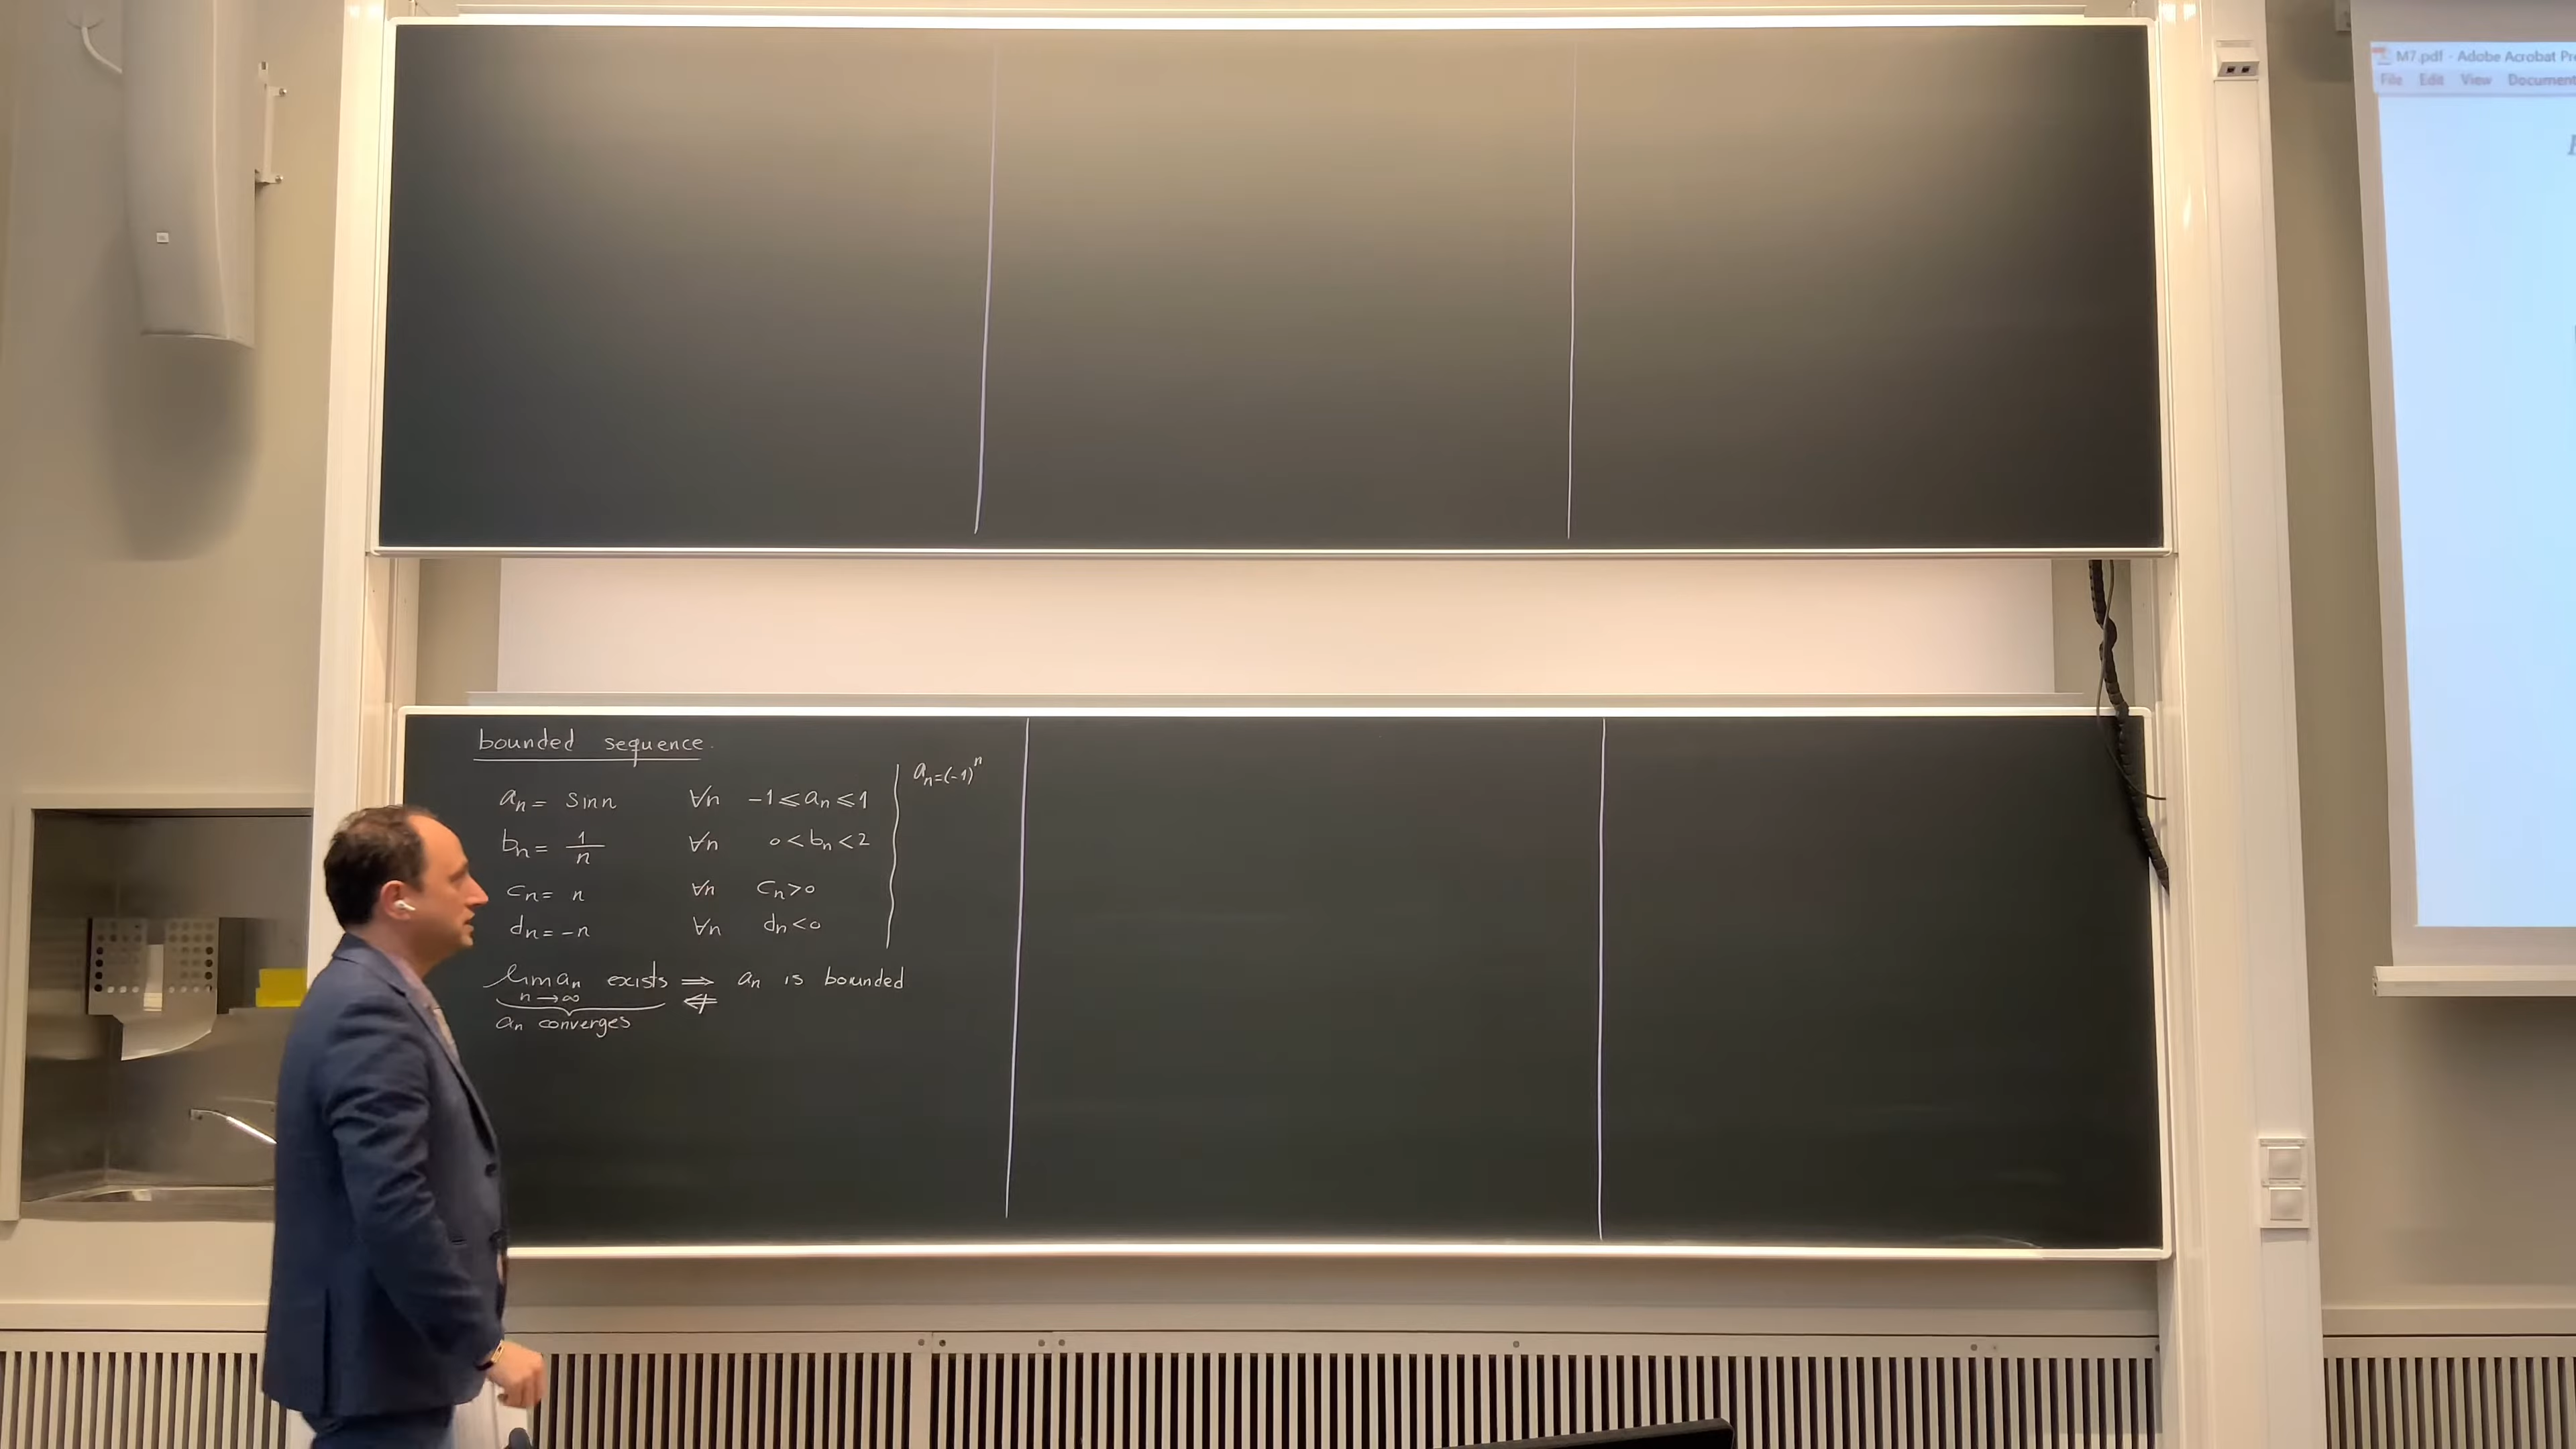 bounded sequence.
aₙ = sin n ∀n -1 ⩽ aₙ ⩽ 1
bₙ = 1/n ∀n 0 < bₙ < 2
cₙ = n ∀n cₙ > 0
dₙ = -n ∀n dₙ < 0
lim aₙ exists ⟹ aₙ is bounded
n→∞ ⇍
aₙ converges
aₙ = (-1)ⁿ
M7.pdf - Adobe Acrobat Pr
File Edit View Document